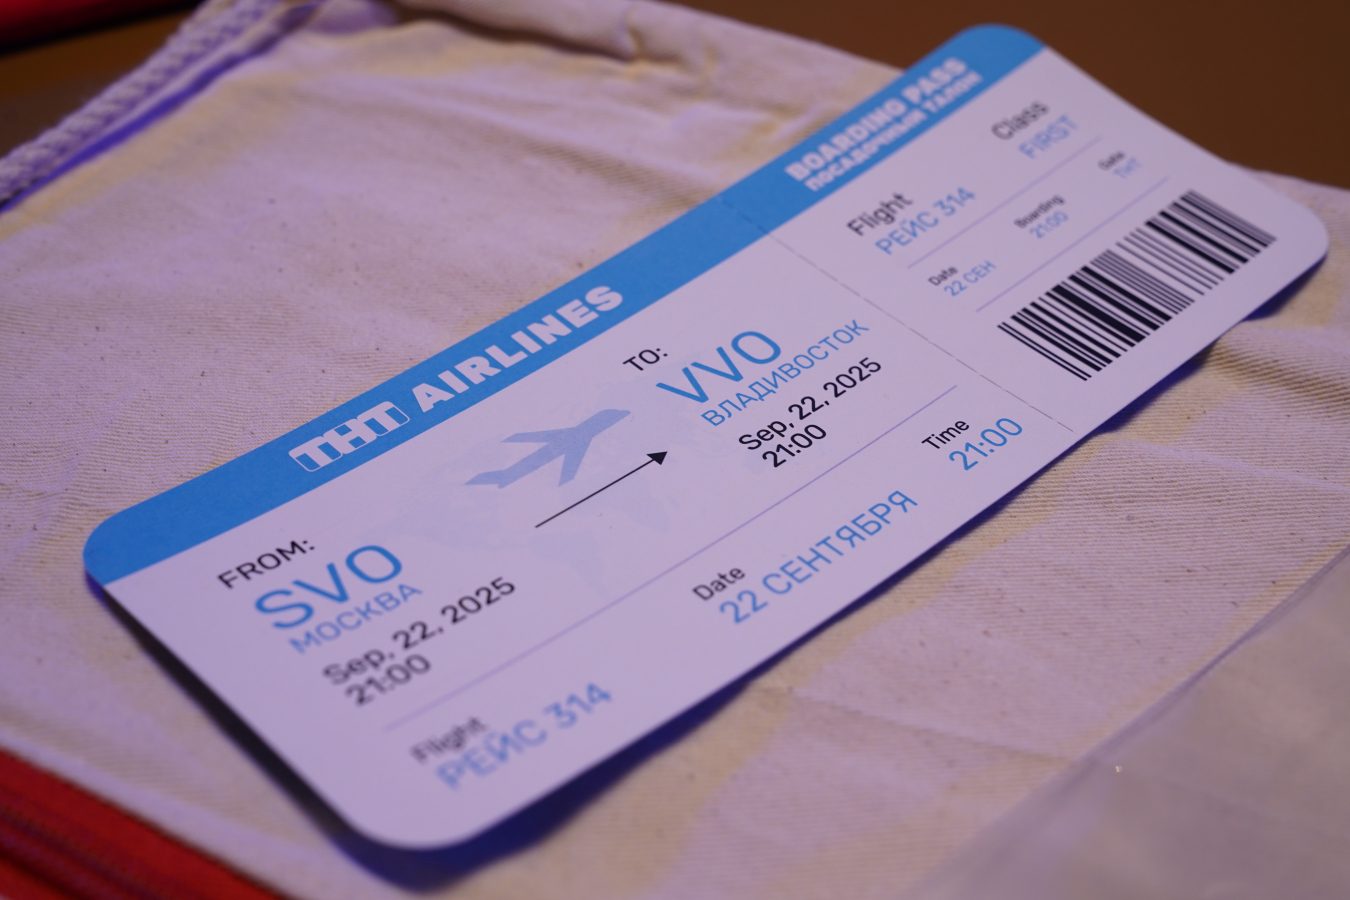 ТНТ AIRLINES
FROM:
SVO
МОСКВА
Sep, 22, 2025
21:00
TO:
VVO
ВЛАДИВОСТОК
Sep, 22, 2025
21:00
Flight
РЕЙС 314
Date
22 СЕНТЯБРЯ
Time
21:00
BOARDING PASS
ПОСАДОЧНЫЙ ТАЛОН
Flight
РЕЙС 314
Class
FIRST
Date
22 СЕН
Boarding
21:00
Gate
ТНТ